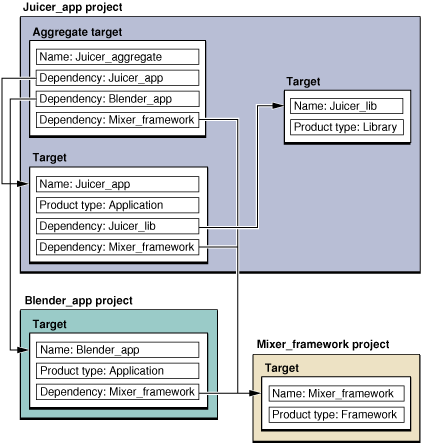 Juicer_app project
Aggregate target
Name: Juicer_aggregate
Dependency: Juicer_app
Dependency: Blender_app
Dependency: Mixer_framework
Target
Name: Juicer_lib
Product type: Library
Target
Name: Juicer_app
Product type: Application
Dependency: Juicer_lib
Dependency: Mixer_framework
Blender_app project
Target
Name: Blender_app
Product type: Application
Dependency: Mixer_framework
Mixer_framework project
Target
Name: Mixer_framework
Product type: Framework